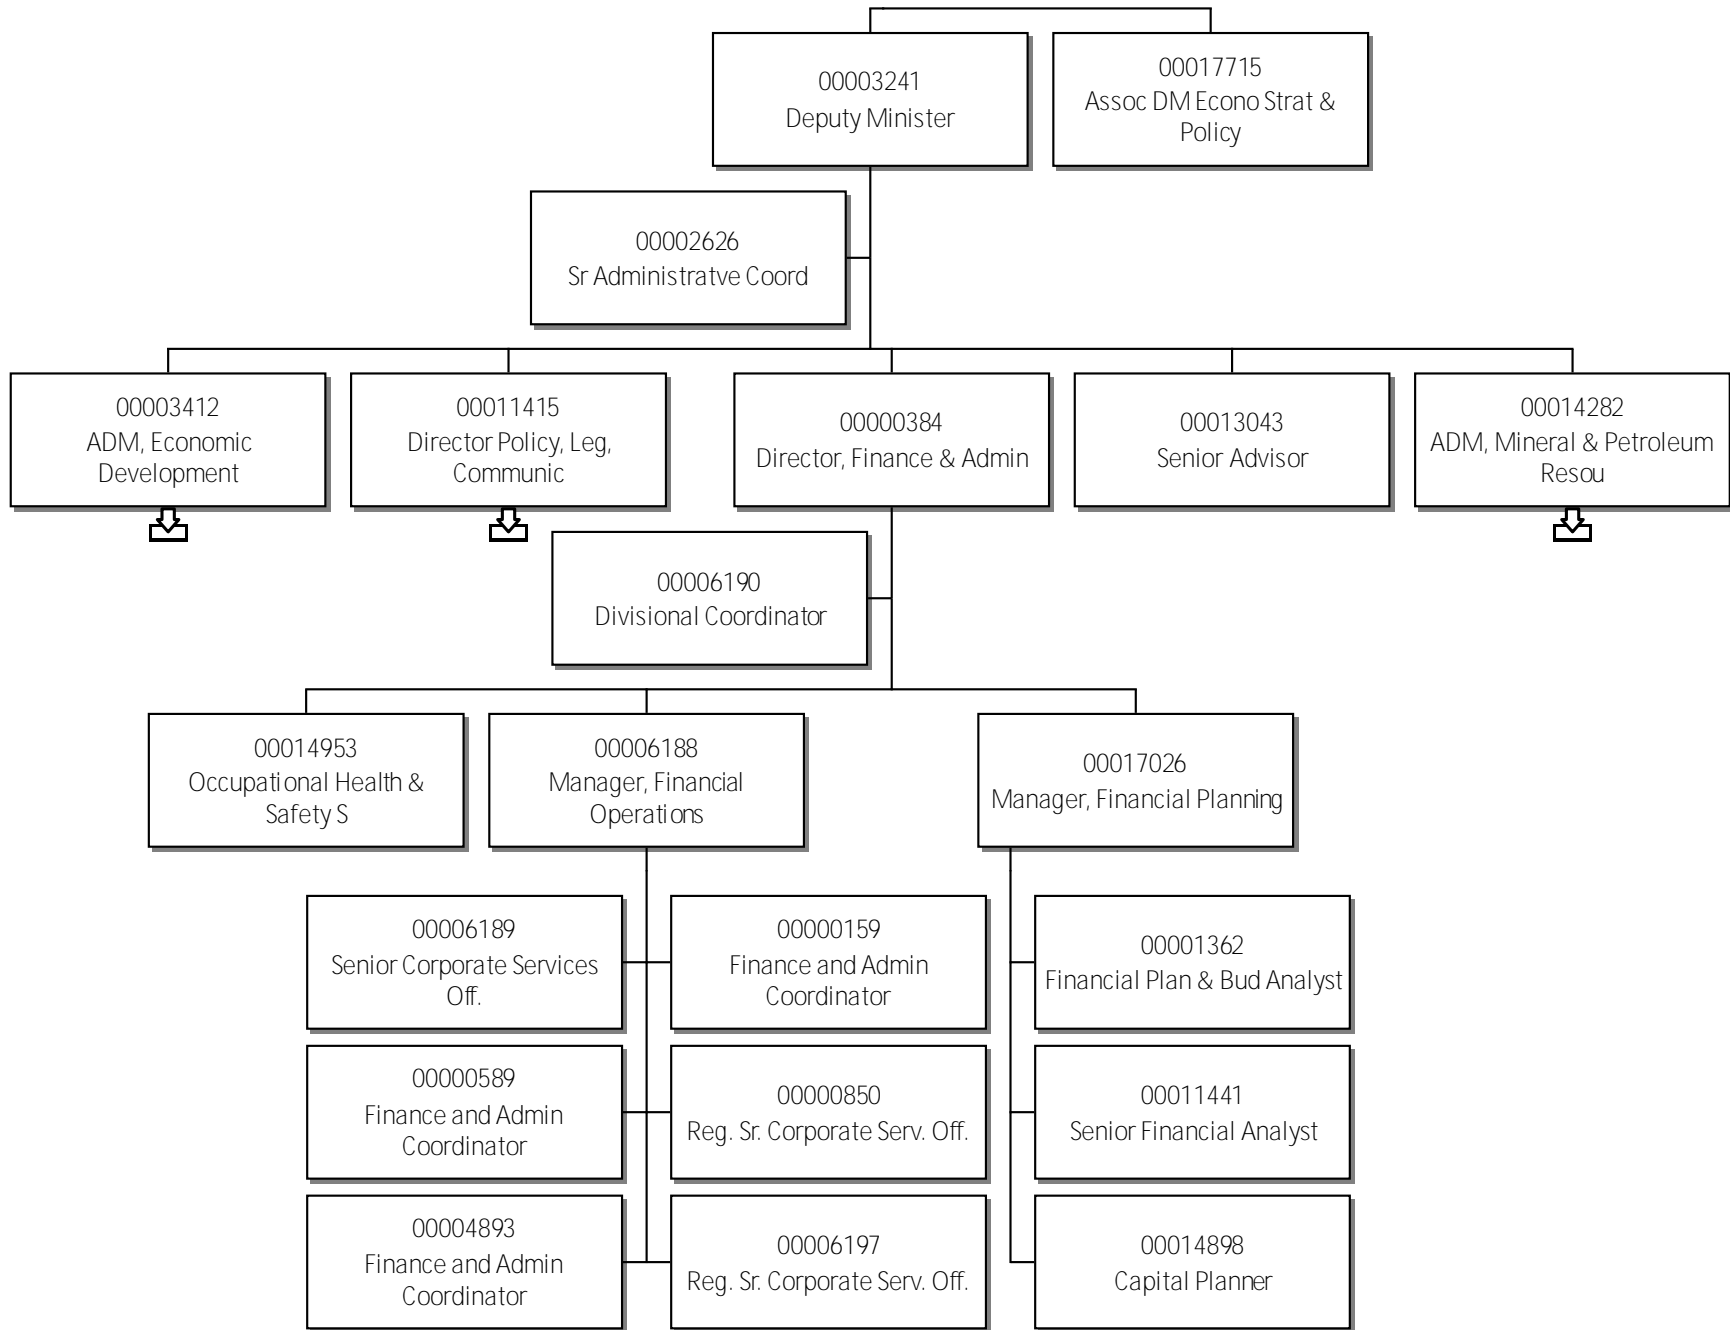 00003241
Deputy Minister
00017715
Assoc DM Econo Strat &
Policy
00002626
Sr Administratve Coord
00003412
ADM, Economic
Development
00011415
Director Policy, Leg,
Communic
00000384
Director, Finance & Admin
00013043
Senior Advisor
00014282
ADM, Mineral & Petroleum
Resou
00006190
Divisional Coordinator
00014953
Occupational Health &
Safety S
00006188
Manager, Financial
Operations
00017026
Manager, Financial Planning
00006189
Senior Corporate Services
Off.
00000159
Finance and Admin
Coordinator
00001362
Financial Plan & Bud Analyst
00000589
Finance and Admin
Coordinator
00000850
Reg. Sr. Corporate Serv. Off.
00011441
Senior Financial Analyst
00004893
Finance and Admin
Coordinator
00006197
Reg. Sr. Corporate Serv. Off.
00014898
Capital Planner